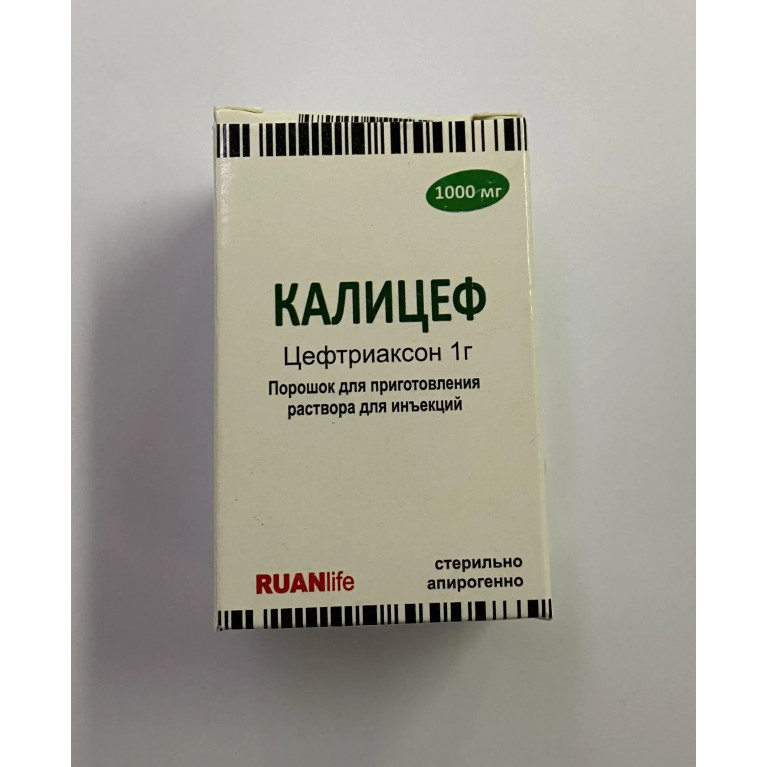 1000 мг
КАЛИЦЕФ
Цефтриаксон 1г
Порошок для приготовления
раствора для инъекций
RUANlife
стерильно
апирогенно